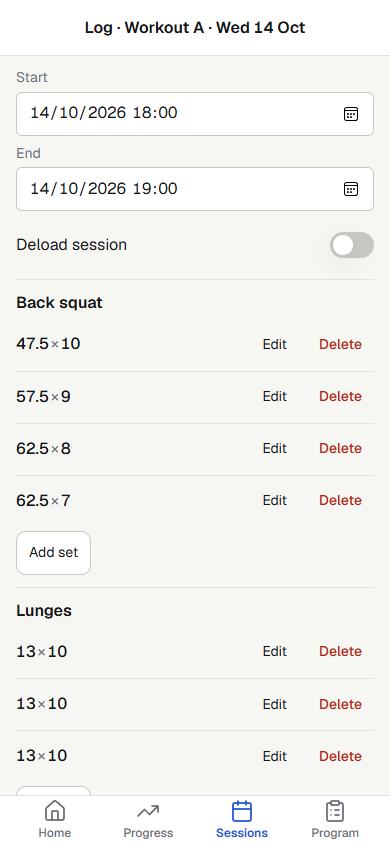 Log · Workout A · Wed 14 Oct
Start
14/10/2026 18:00
End
14/10/2026 19:00
Deload session
Back squat
47.5×10 Edit Delete
57.5×9 Edit Delete
62.5×8 Edit Delete
62.5×7 Edit Delete
Add set
Lunges
13×10 Edit Delete
13×10 Edit Delete
13×10 Edit Delete
Home Progress Sessions Program